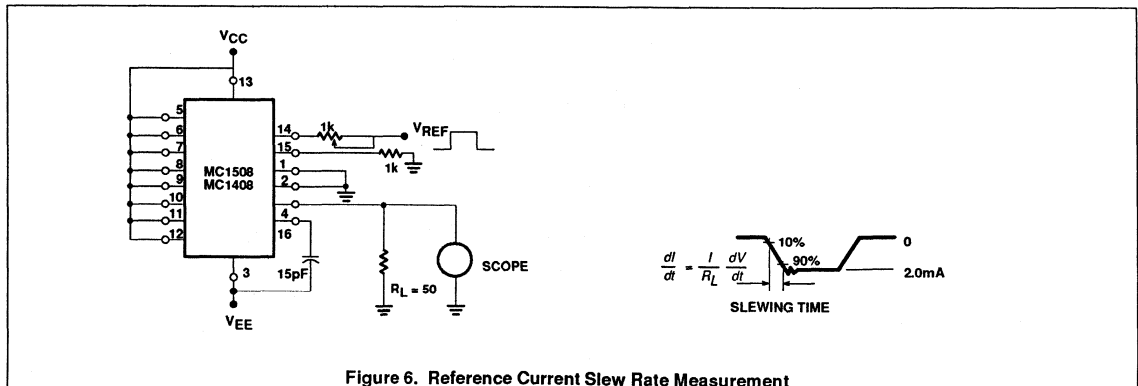 VCC
13
5
6
7
8
9
10
11
12
MC1508
MC1408
14
15
1
2
4
16
3
VEE
15pF
1k
VREF
1k
RL = 50
SCOPE
dI/dt = I/RL dV/dt
10%
90%
0
2.0mA
SLEWING TIME
Figure 6. Reference Current Slew Rate Measurement